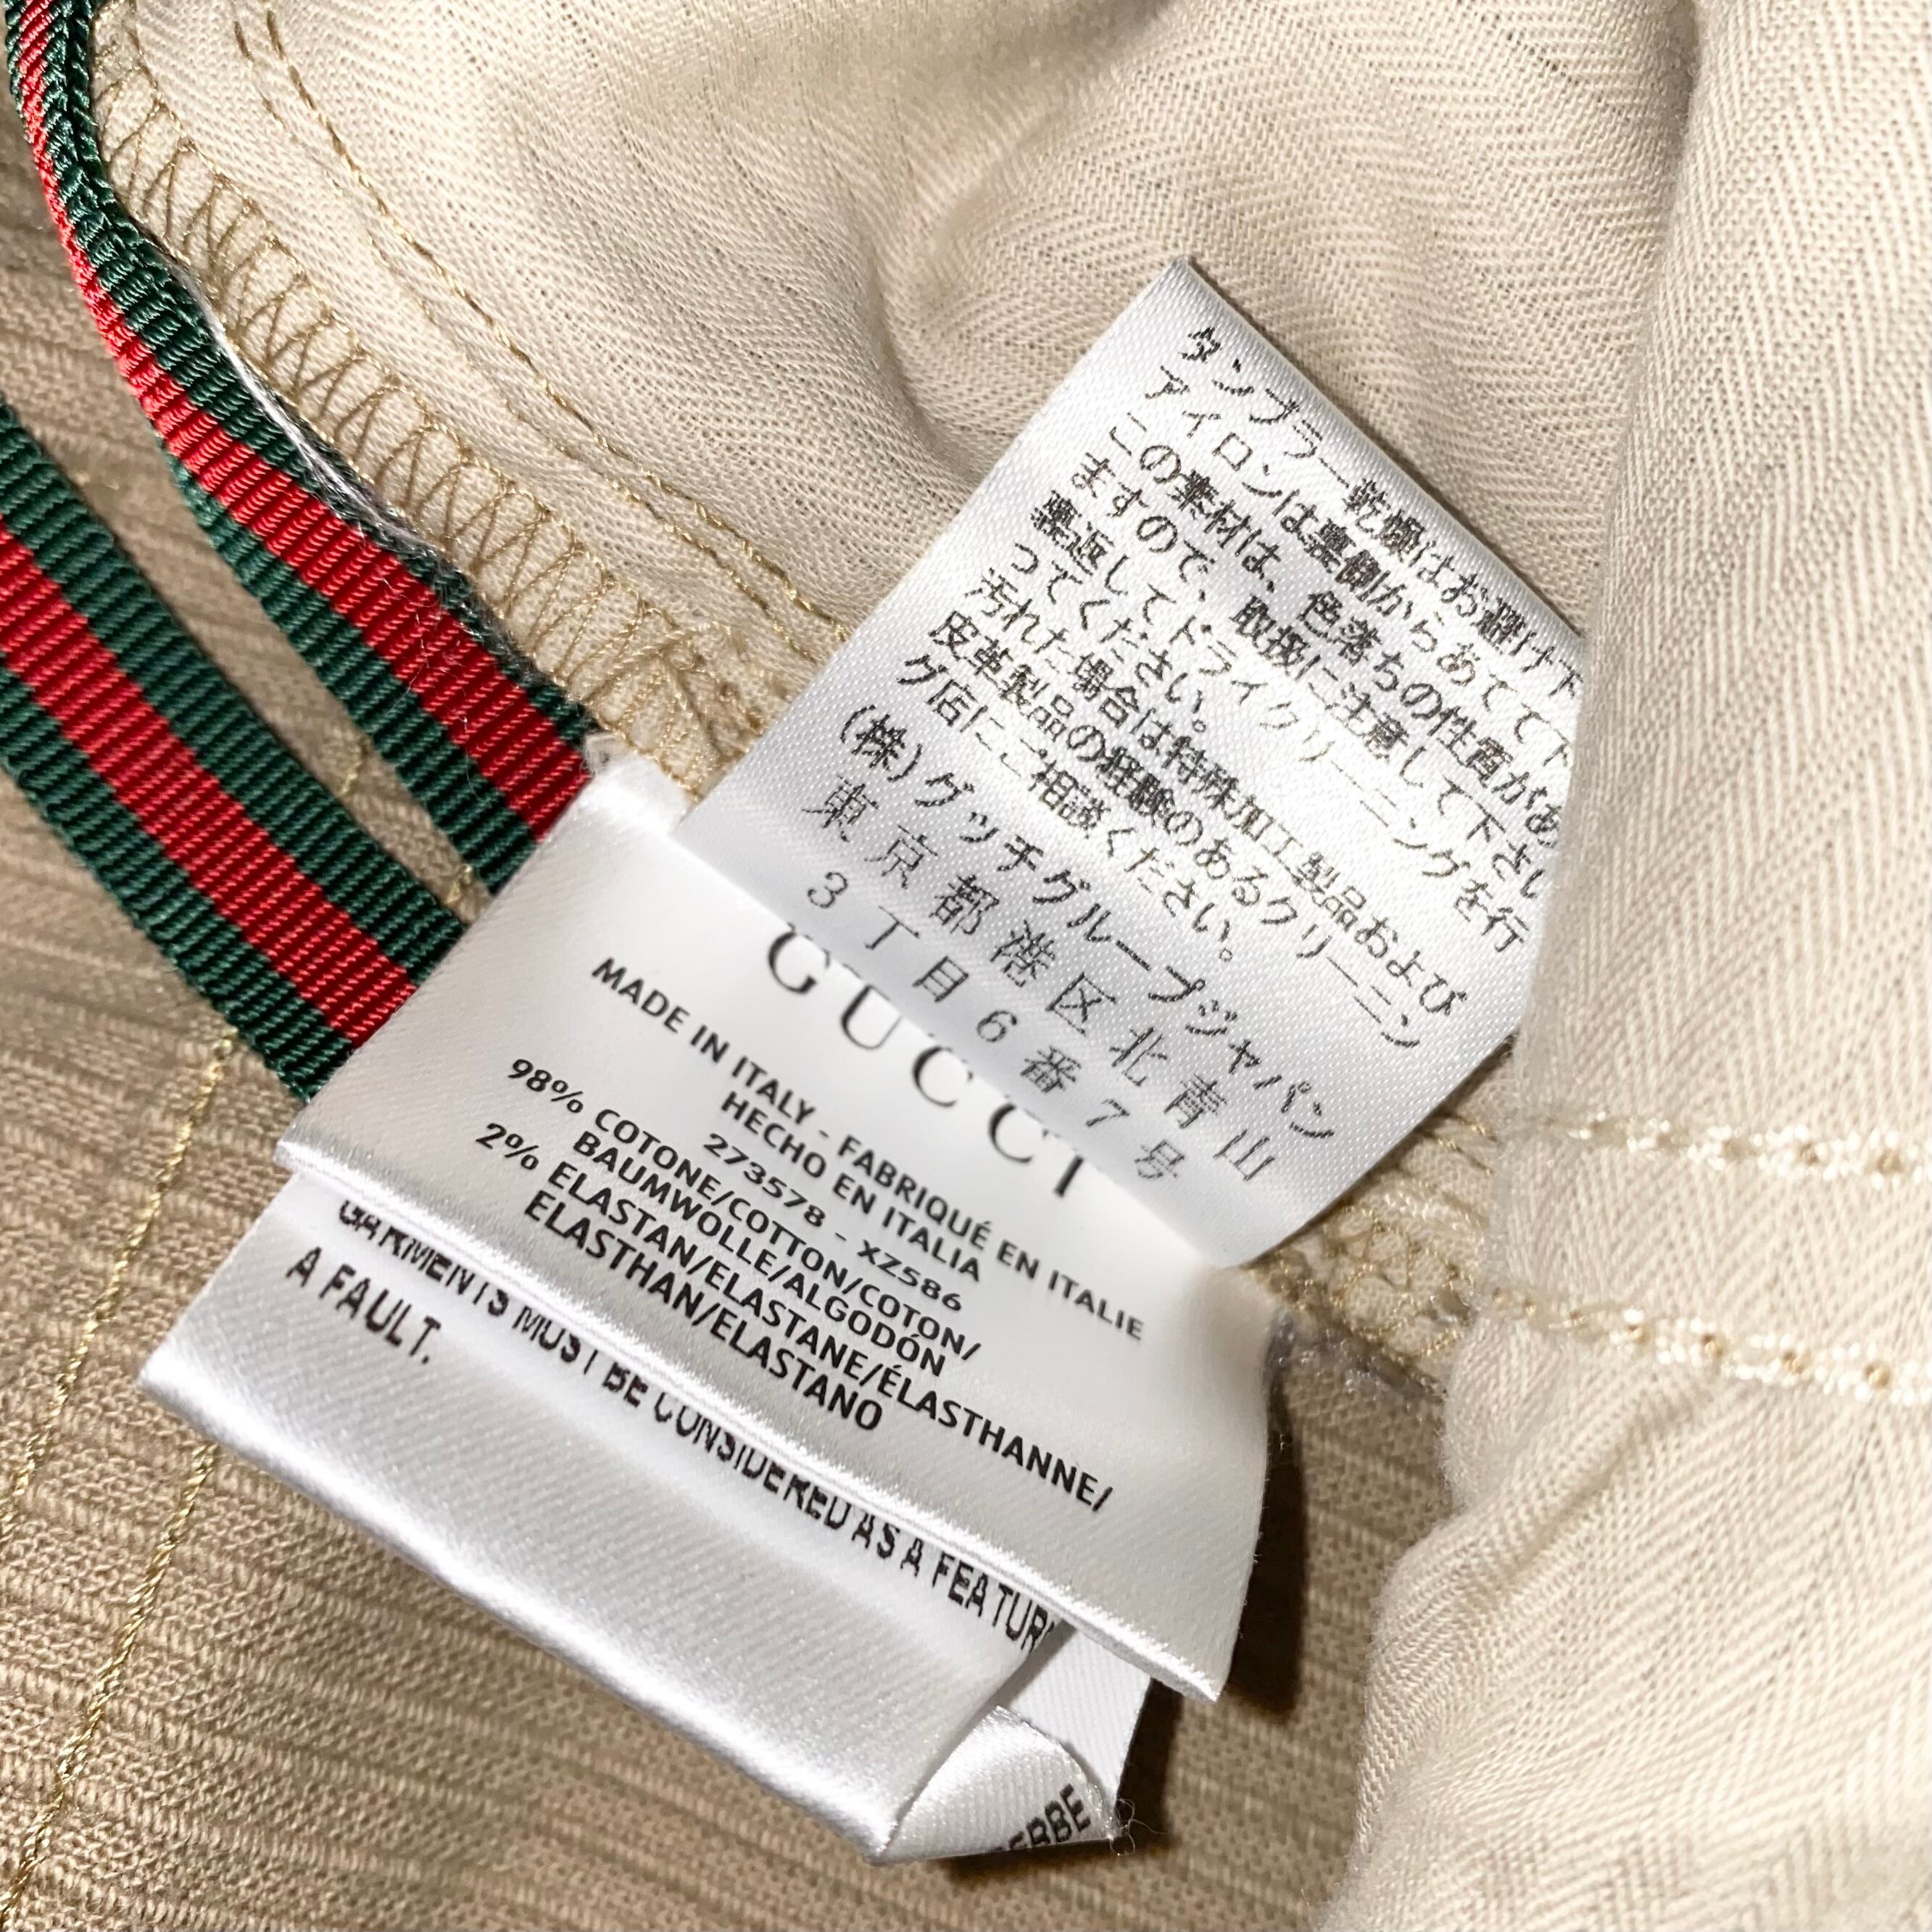 タンブラー乾燥はお避け下
アイロンは裏側からあてて下
この素材は、色落ちの性質があ
ますので、取扱に注意して下さい
裏返してドライクリーニングを行
ってください。
汚れた場合は特殊加工製品および
皮革製品の経験のあるクリーニン
グ店にご相談ください。
(株)グッチグループジャパン
東京都港区北青山
3丁目6番7号
GUCCI
MADE IN ITALY - FABRIQUÉ EN ITALIE
HECHO EN ITALIA
273578 - XZ586
98% COTONE/COTTON/COTON/
BAUMWOLLE/ALGODÓN
2% ELASTAN/ELASTANE/ÉLASTHANNE/
ELASTHAN/ELASTANO
GARMENTS MUST BE CONSIDERED AS A FEATURE
A FAULT.